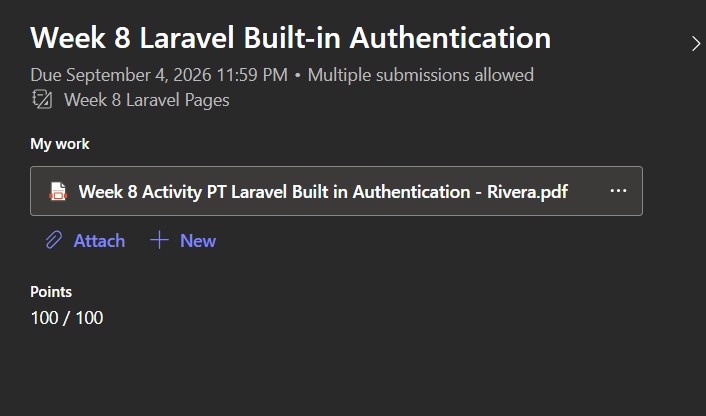 Week 8 Laravel Built-in Authentication
Due September 4, 2026 11:59 PM • Multiple submissions allowed
Week 8 Laravel Pages
My work
Week 8 Activity PT Laravel Built in Authentication - Rivera.pdf
Attach
New
Points
100 / 100